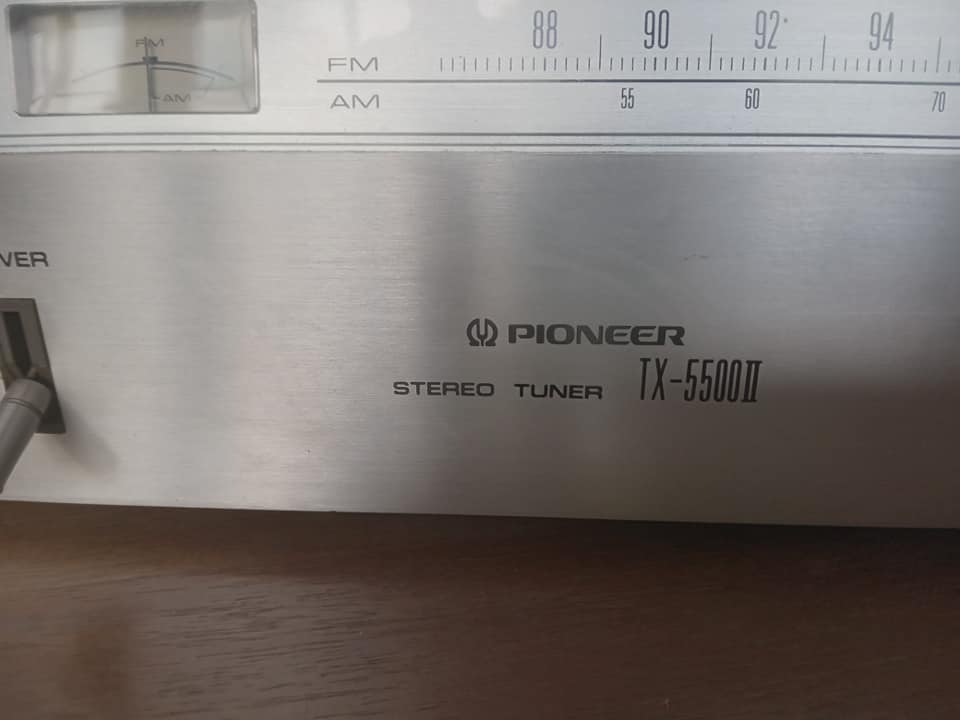 FM
AM
FM 88 90 92 94
AM 55 60 70
VER
PIONEER
STEREO TUNER TX-5500II